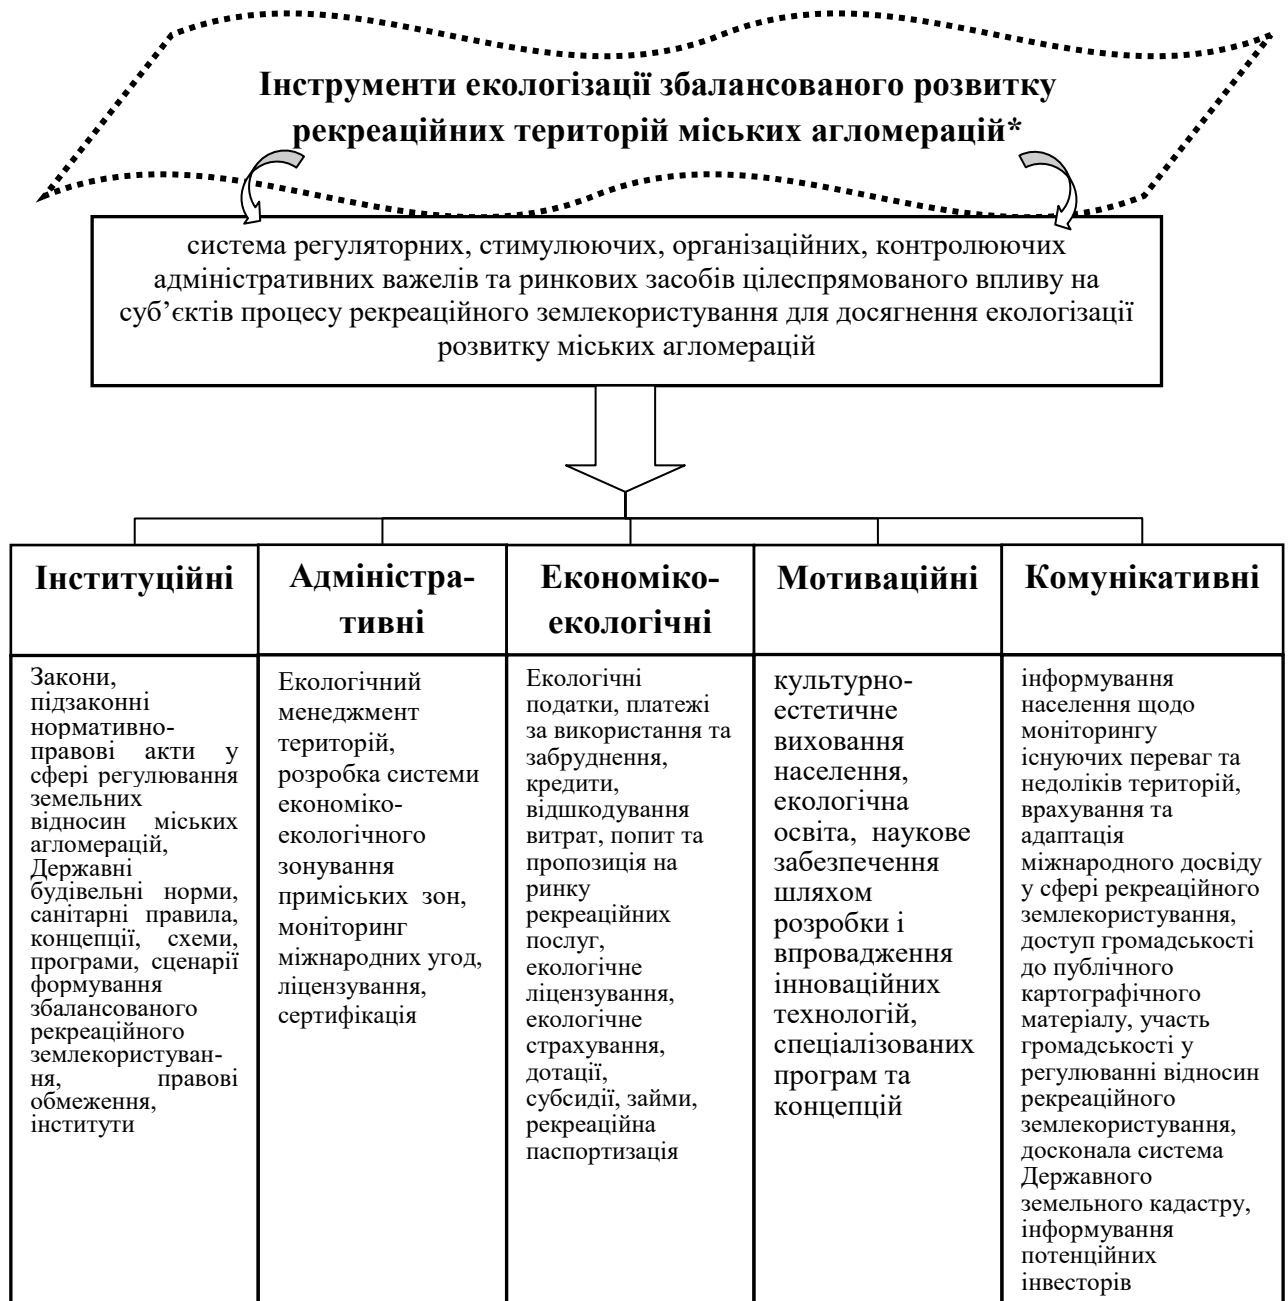 Інструменти екологізації збалансованого розвитку
рекреаційних територій міських агломерацій*
система регуляторних, стимулюючих, організаційних, контролюючих
адміністративних важелів та ринкових засобів цілеспрямованого впливу на
суб’єктів процесу рекреаційного землекористування для досягнення екологізації
розвитку міських агломерацій
Інституційні
Закони,
підзаконні
нормативно-
правові акти у
сфері регулювання
земельних
відносин міських
агломерацій,
Державні
будівельні норми,
санітарні правила,
концепції, схеми,
програми, сценарії
формування
збалансованого
рекреаційного
землекористуван-
ня, правові
обмеження,
інститути
Адміністра-
тивні
Екологічний
менеджмент
територій,
розробка системи
економіко-
екологічного
зонування
приміських зон,
моніторинг
міжнародних угод,
ліцензування,
сертифікація
Економіко-
екологічні
Екологічні
податки, платежі
за використання та
забруднення,
кредити,
відшкодування
витрат, попит та
пропозиція на
ринку
рекреаційних
послуг,
екологічне
ліцензування,
екологічне
страхування,
дотації,
субсидії, займи,
рекреаційна
паспортизація
Мотиваційні
культурно-
естетичне
виховання
населення,
екологічна
освіта, наукове
забезпечення
шляхом
розробки і
впровадження
інноваційних
технологій,
спеціалізованих
програм та
концепцій
Комунікативні
інформування
населення щодо
моніторингу
існуючих переваг та
недоліків територій,
врахування та
адаптація
міжнародного досвіду
у сфері рекреаційного
землекористування,
доступ громадськості
до публічного
картографічного
матеріалу, участь
громадськості у
регулюванні відносин
рекреаційного
землекористування,
досконала система
Державного
земельного кадастру,
інформування
потенційних
інвесторів